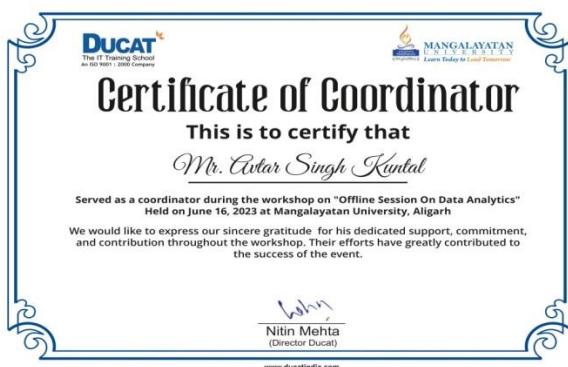 DUCAT
The IT Training School
An ISO 9001 : 2000 Company
MANGALAYATAN
UNIVERSITY
Learn Today to Lead Tomorrow
Certificate of Coordinator
This is to certify that
Mr. Avtar Singh Kuntal
Served as a coordinator during the workshop on "Offline Session On Data Analytics"
Held on June 16, 2023 at Mangalayatan University, Aligarh
We would like to express our sincere gratitude for his dedicated support, commitment,
and contribution throughout the workshop. Their efforts have greatly contributed to
the success of the event.
Nitin Mehta
(Director Ducat)
www.ducatindia.com